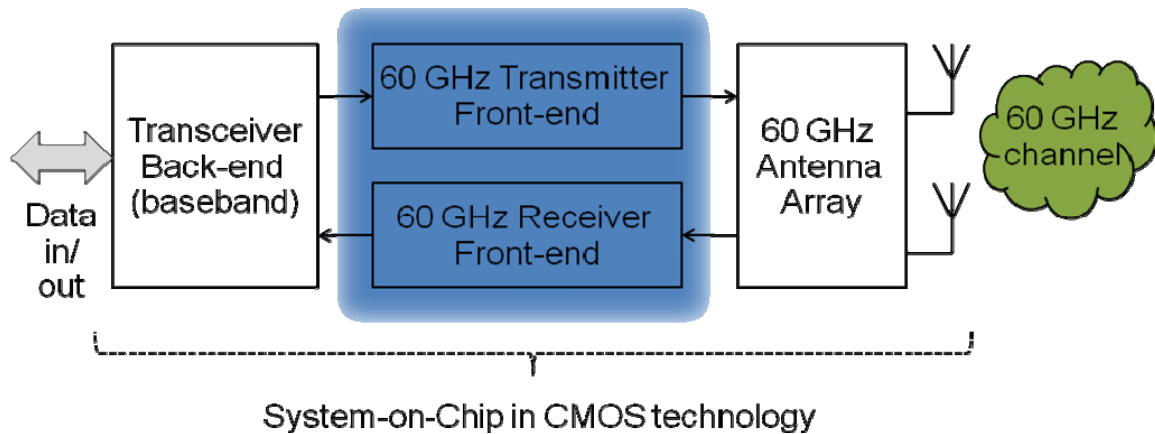 Data
in/
out
Transceiver
Back-end
(baseband)
60 GHz Transmitter
Front-end
60 GHz Receiver
Front-end
60 GHz
Antenna
Array
60 GHz
channel
System-on-Chip in CMOS technology